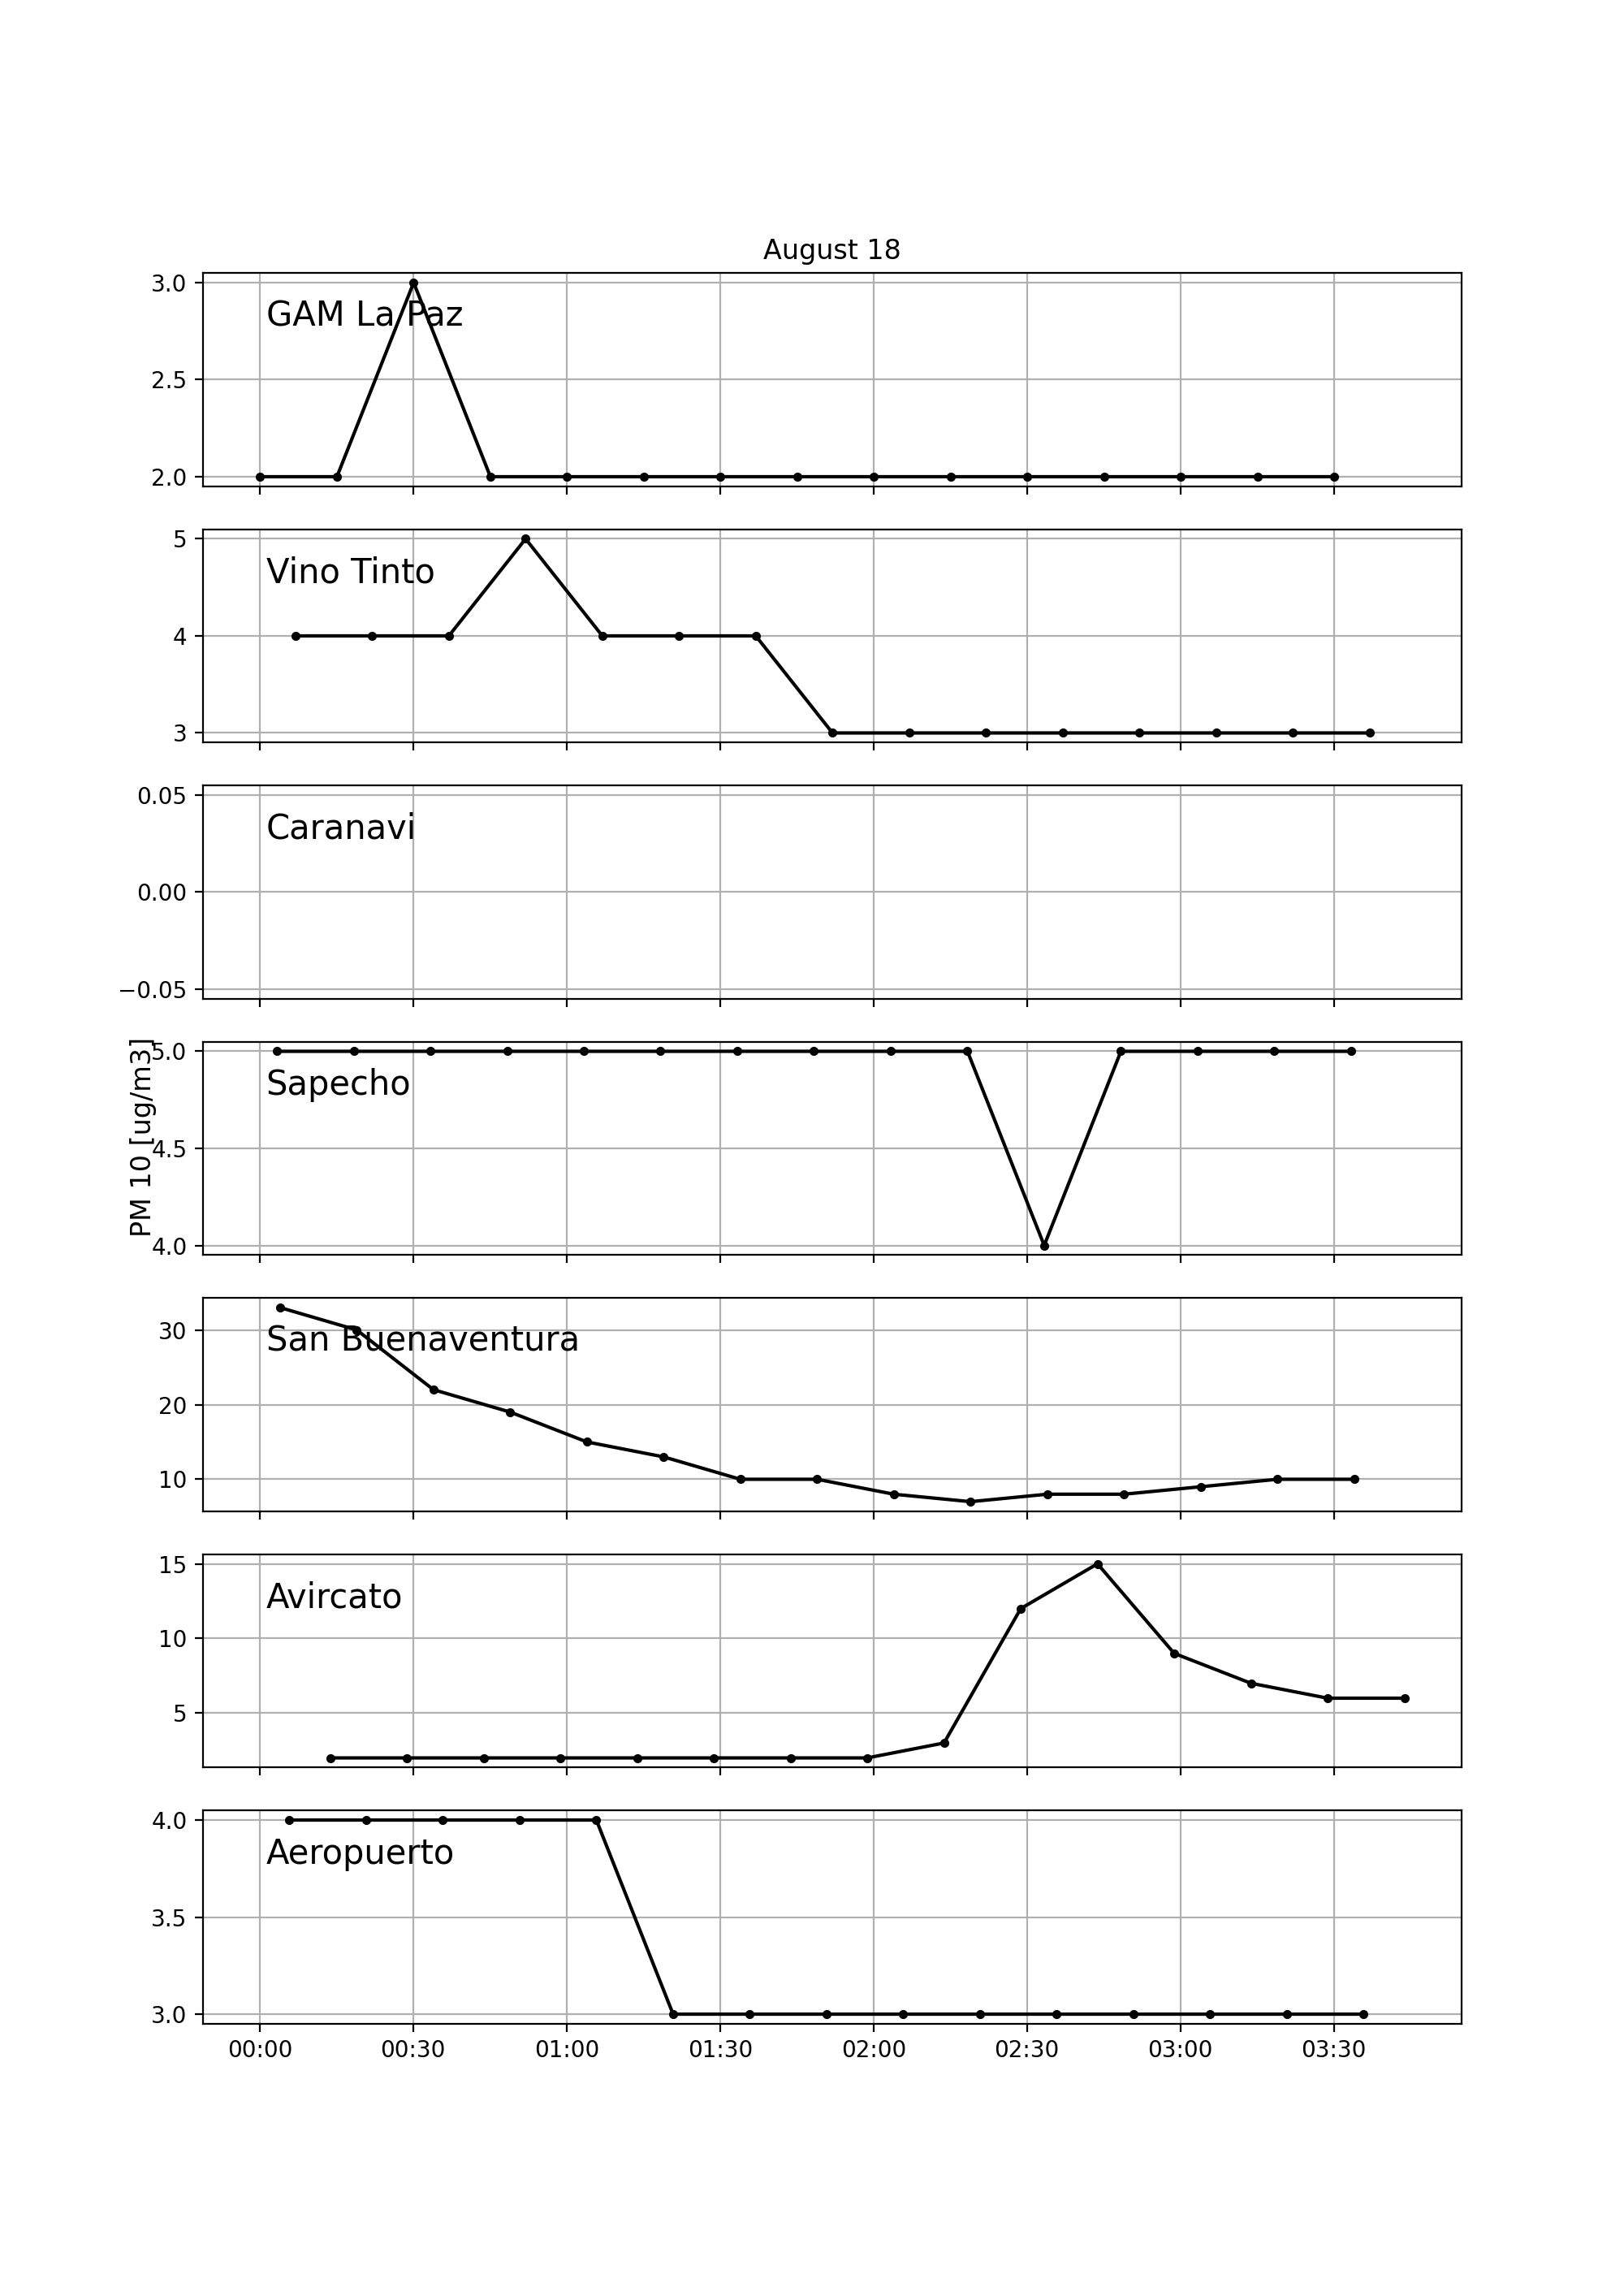 August 18
3.0
GAM La Paz
2.5
2.0
5
Vino Tinto
4
3
0.05
Caranavi
0.00
−0.05
PM 10 [ug/m3]
5.0
Sapecho
4.5
4.0
30
San Buenaventura
20
10
15
Avircato
10
5
4.0
Aeropuerto
3.5
3.0
00:00 00:30 01:00 01:30 02:00 02:30 03:00 03:30